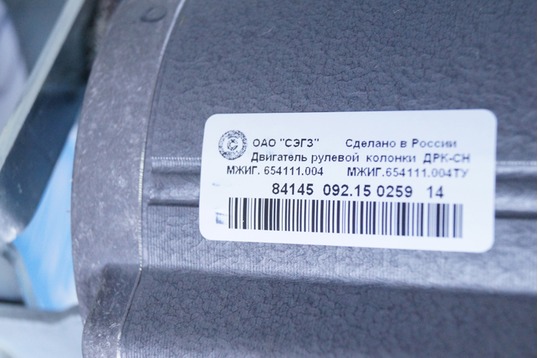 ОАО "СЭГЗ" Сделано в России
Двигатель рулевой колонки ДРК-СН
МЖИГ. 654111.004 МЖИГ.654111.004ТУ
84145 092.15 0259 14